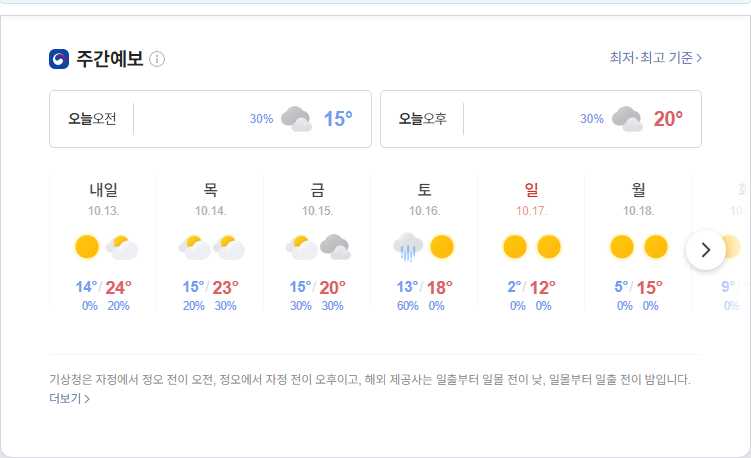 주간예보
최저·최고 기준
오늘오전 30% 15°
오늘오후 30% 20°
내일 목 금 토 일 월
10.13. 10.14. 10.15. 10.16. 10.17. 10.18. 10.
14°/24° 15°/23° 15°/20° 13°/18° 2°/12° 5°/15° 9°/
0% 20% 20% 30% 30% 30% 60% 0% 0% 0% 0% 0% 0%
기상청은 자정에서 정오 전이 오전, 정오에서 자정 전이 오후이고, 해외 제공사는 일출부터 일몰 전이 낮, 일몰부터 일출 전이 밤입니다.
더보기